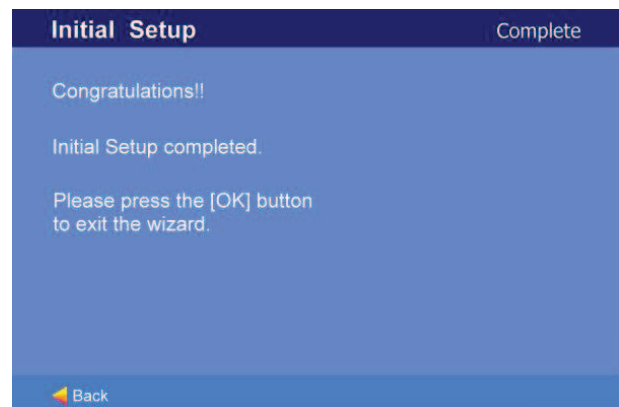 Initial Setup Complete
Congratulations!!
Initial Setup completed.
Please press the [OK] button
to exit the wizard.
Back